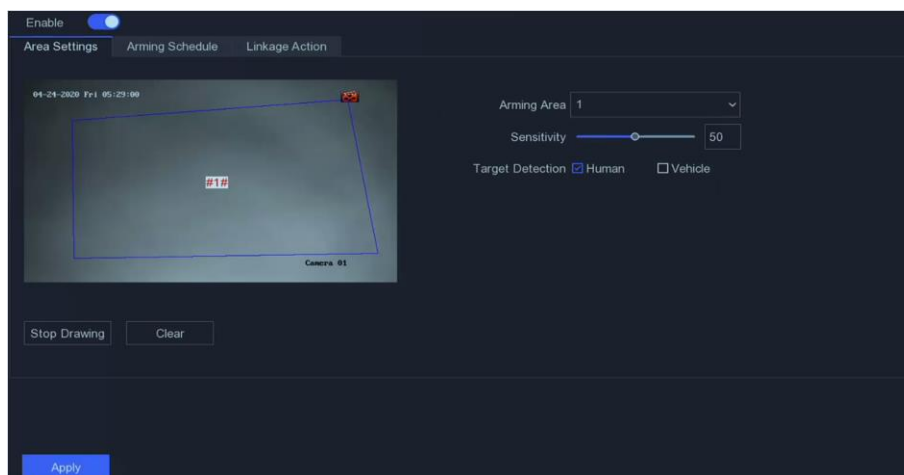 Enable
Area Settings Arming Schedule Linkage Action
04-24-2020 Fri 05:29:00
Arming Area 1
Sensitivity 50
Target Detection Human Vehicle
#1#
Camera 01
Stop Drawing Clear
Apply